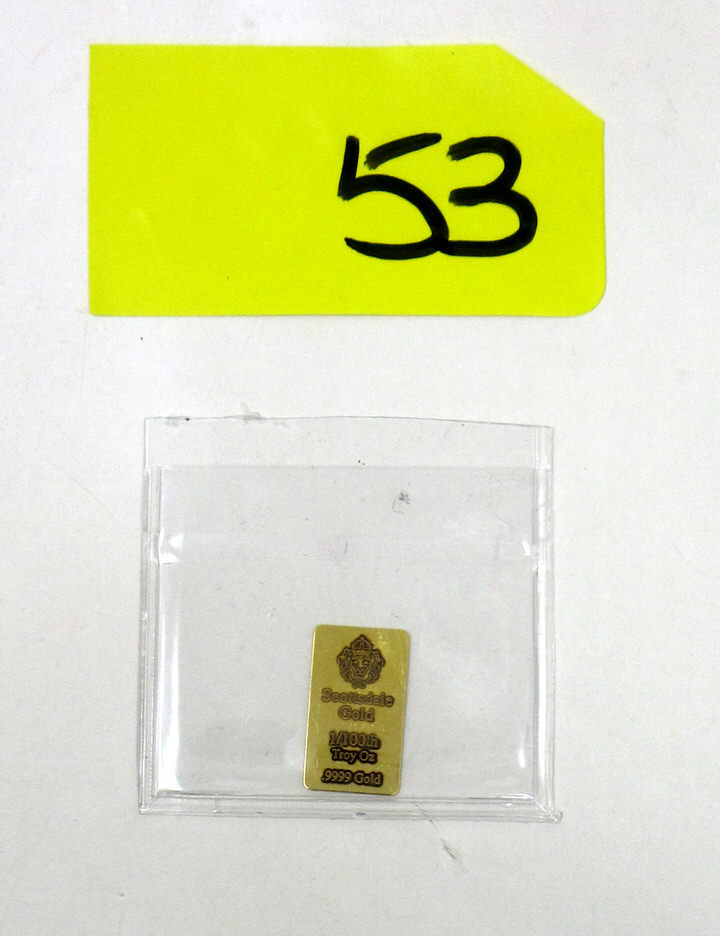 53
Scottsdale
Gold
1/100th
Troy Oz
.9999 Gold